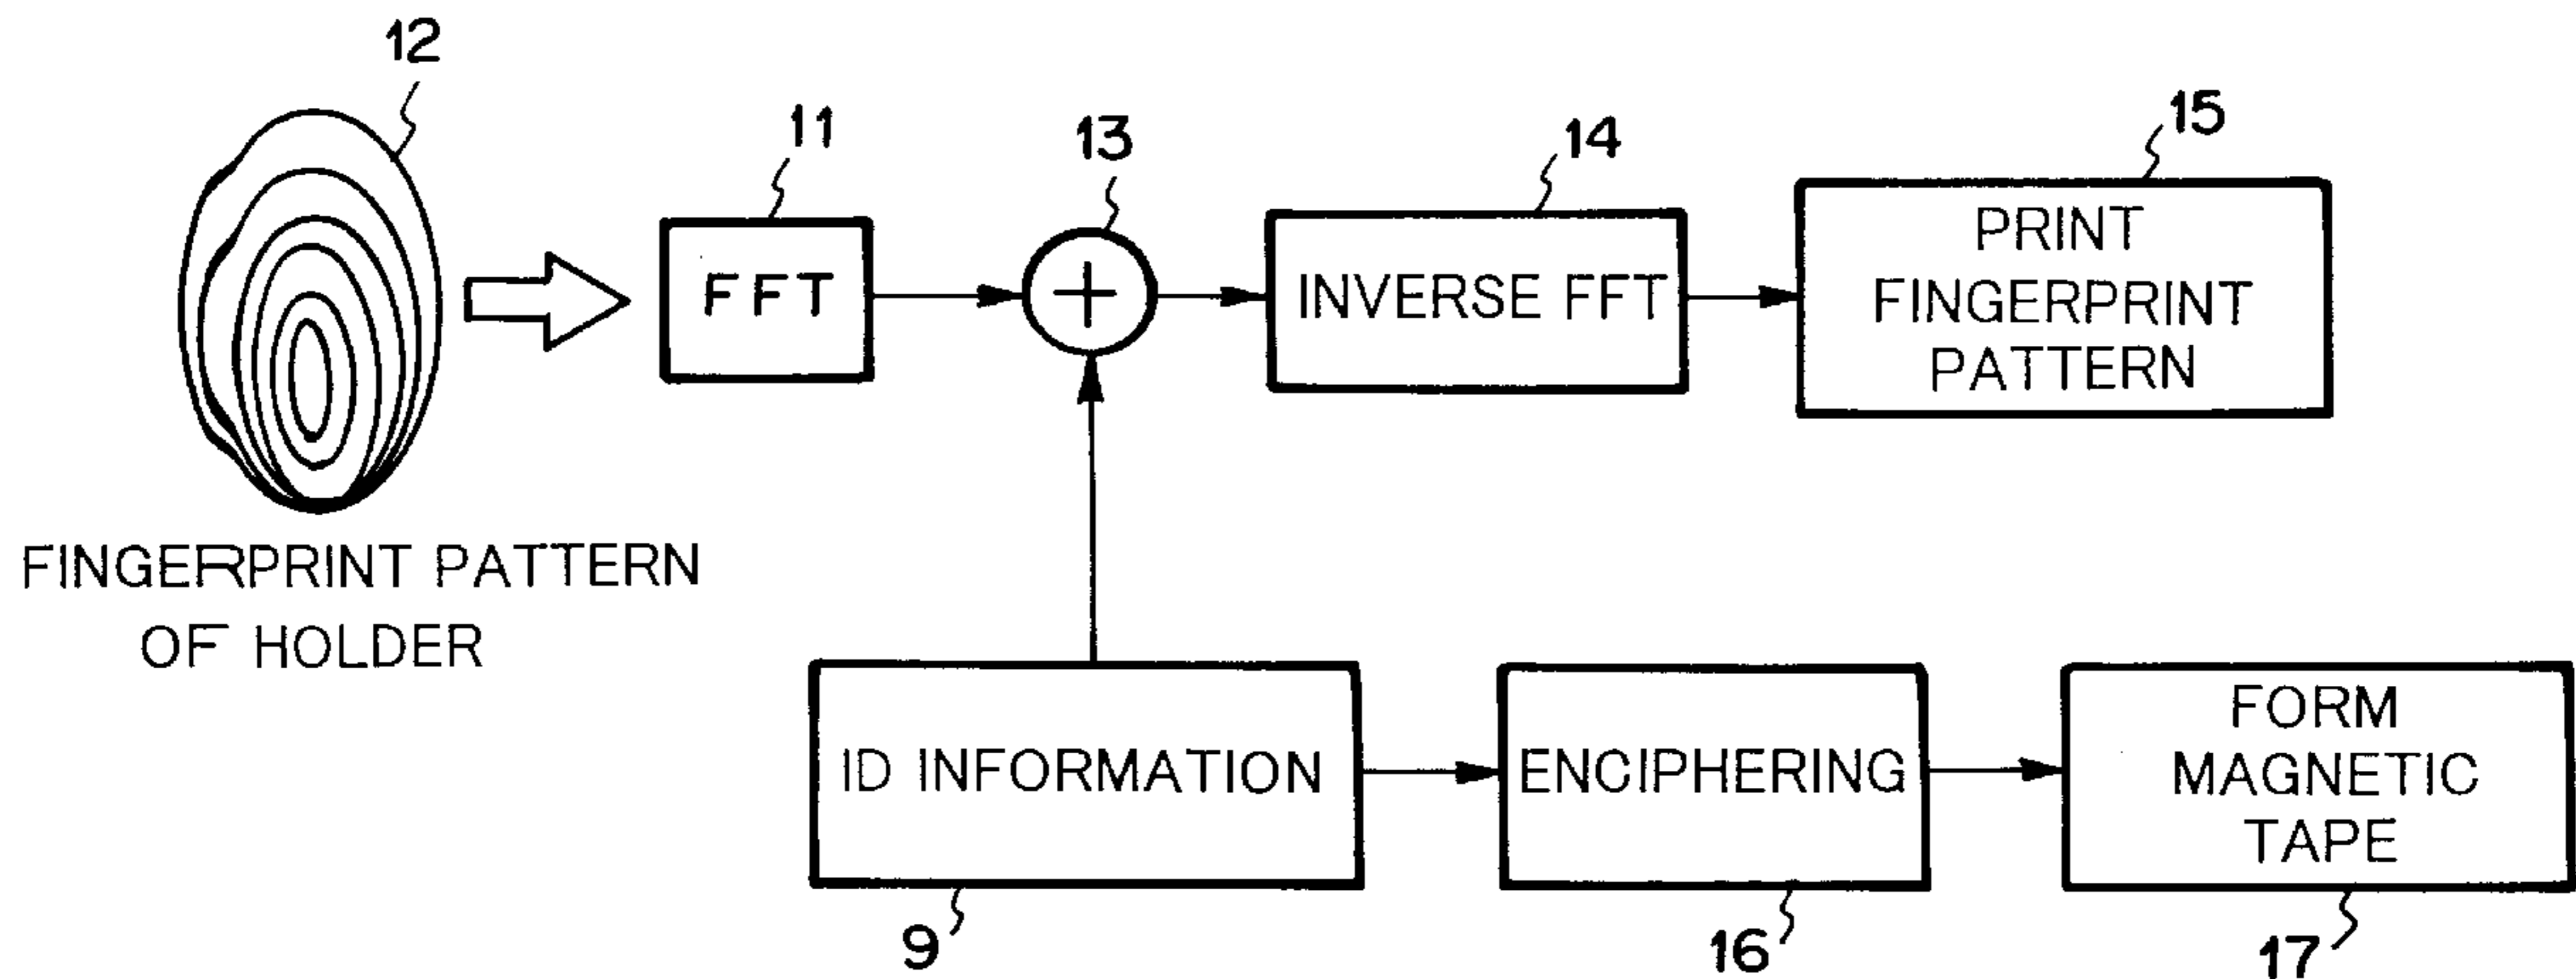 12
11
13
14
15
FFT
+
INVERSE FFT
PRINT
FINGERPRINT
PATTERN
FINGERPRINT PATTERN
OF HOLDER
ID INFORMATION
ENCIPHERING
FORM
MAGNETIC
TAPE
9
16
17